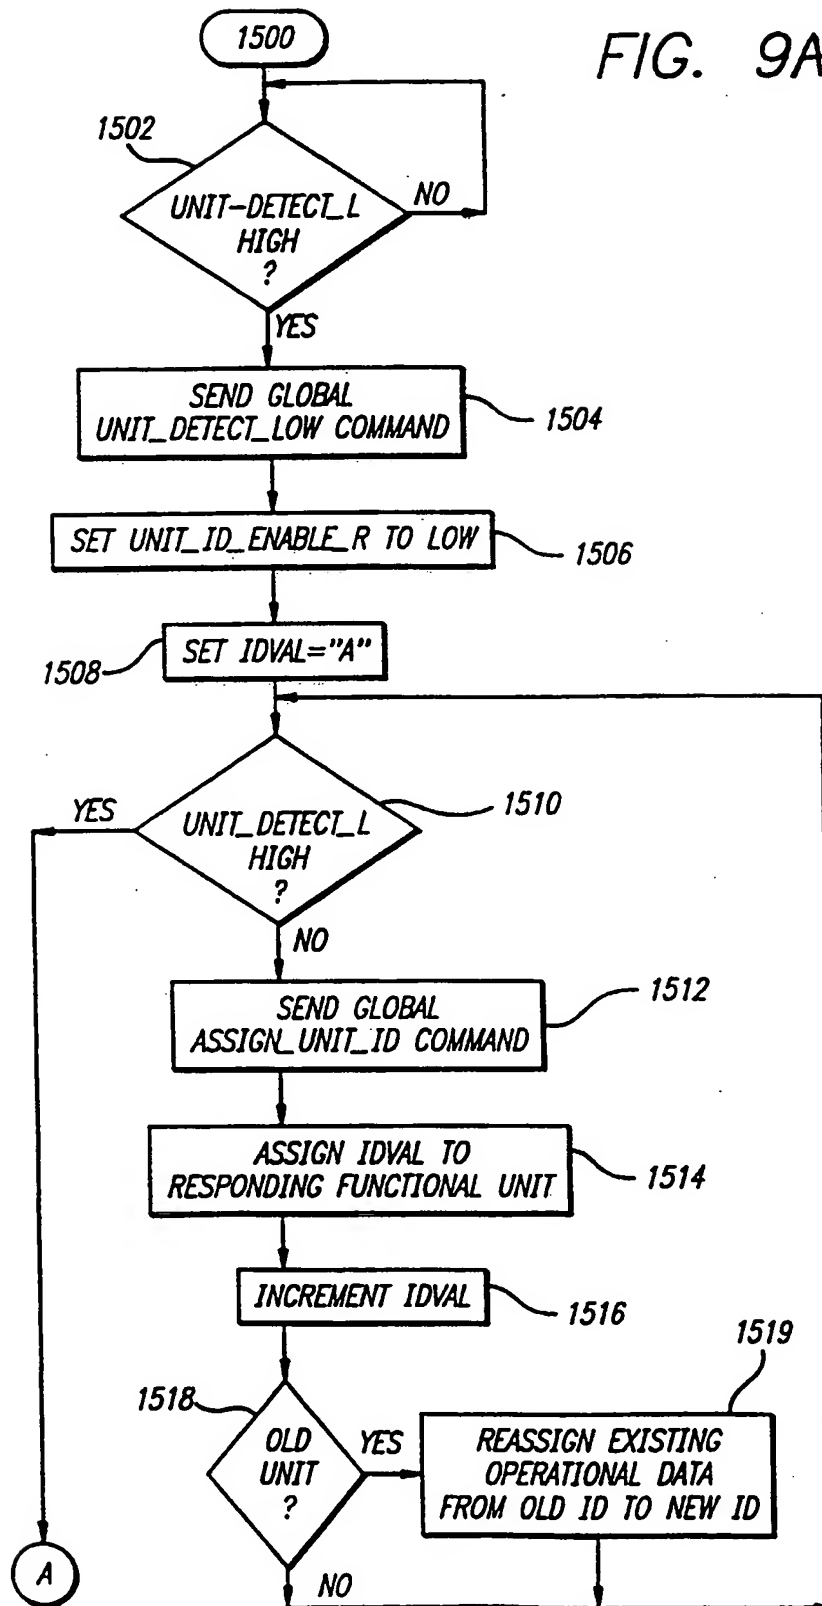 FIG. 9A
1500
1502
UNIT-DETECT_L
HIGH
?
NO
YES
SEND GLOBAL
UNIT_DETECT_LOW COMMAND
1504
SET UNIT_ID_ENABLE_R TO LOW
1506
SET IDVAL="A"
1508
UNIT_DETECT_L
HIGH
?
1510
YES
NO
SEND GLOBAL
ASSIGN_UNIT_ID COMMAND
1512
ASSIGN IDVAL TO
RESPONDING FUNCTIONAL UNIT
1514
INCREMENT IDVAL
1516
1518
OLD
UNIT
?
YES
1519
REASSIGN EXISTING
OPERATIONAL DATA
FROM OLD ID TO NEW ID
A
NO